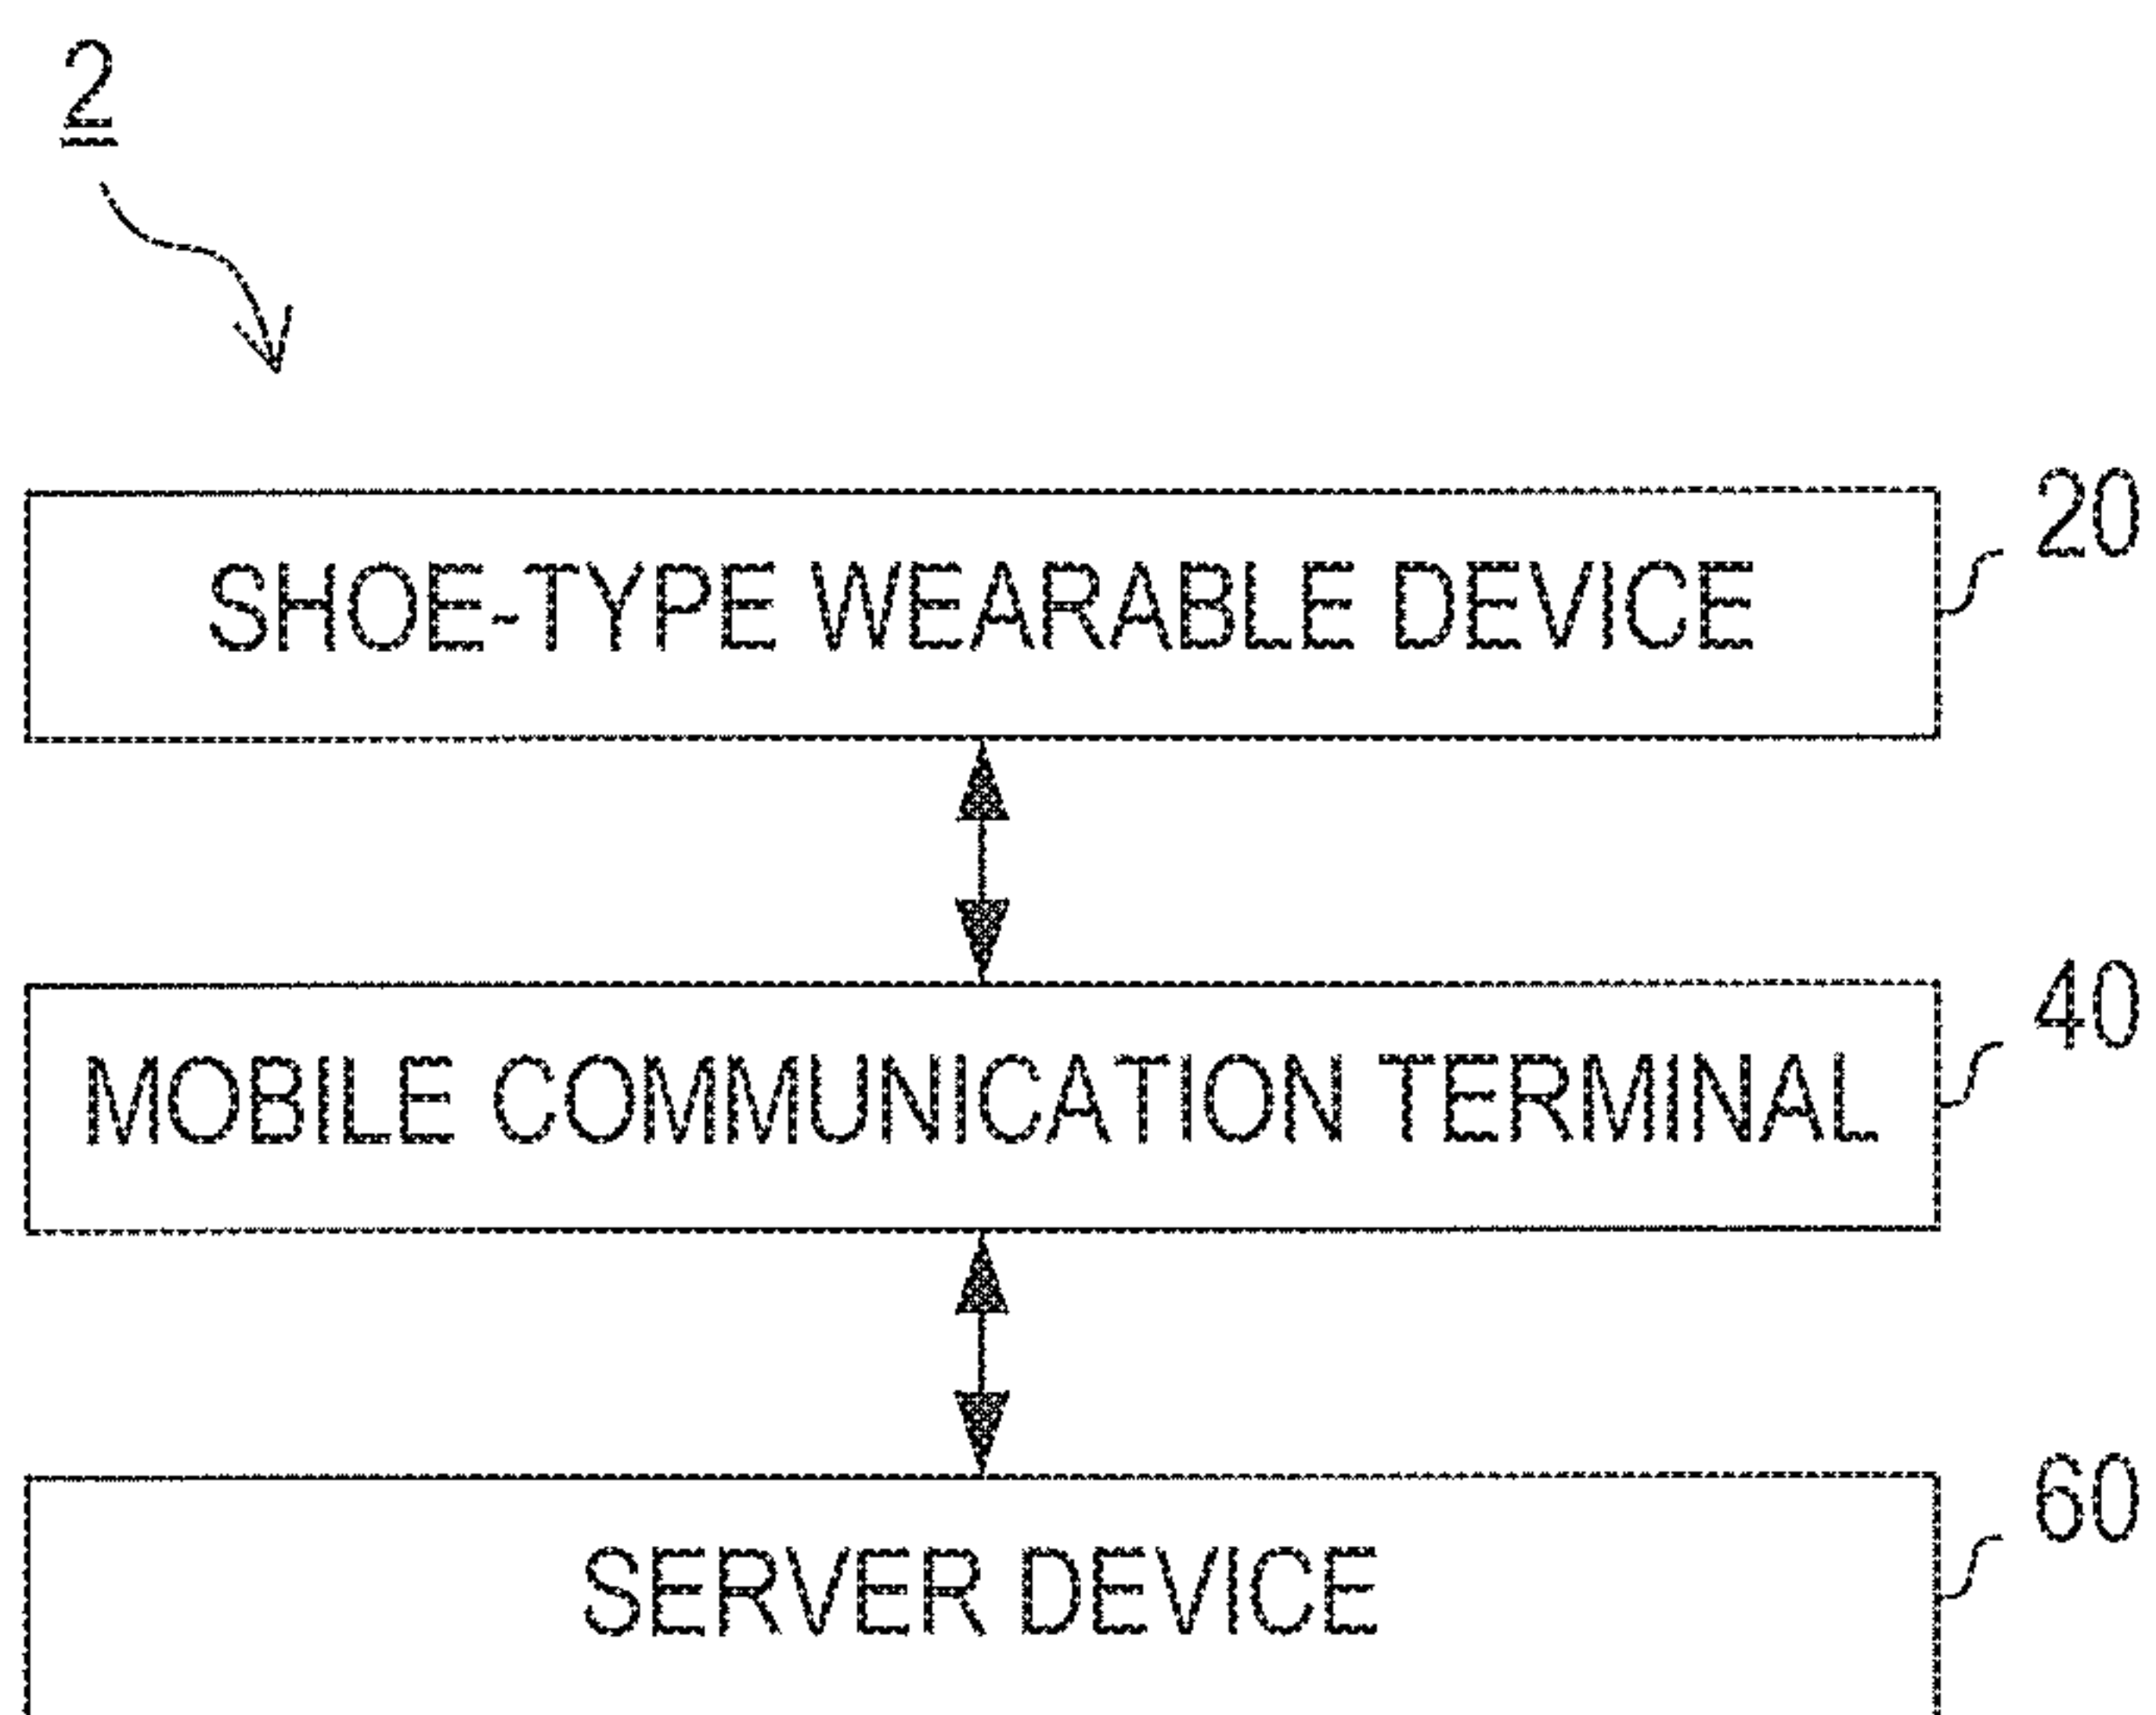 2
SHOE-TYPE WEARABLE DEVICE
20
MOBILE COMMUNICATION TERMINAL
40
SERVER DEVICE
60